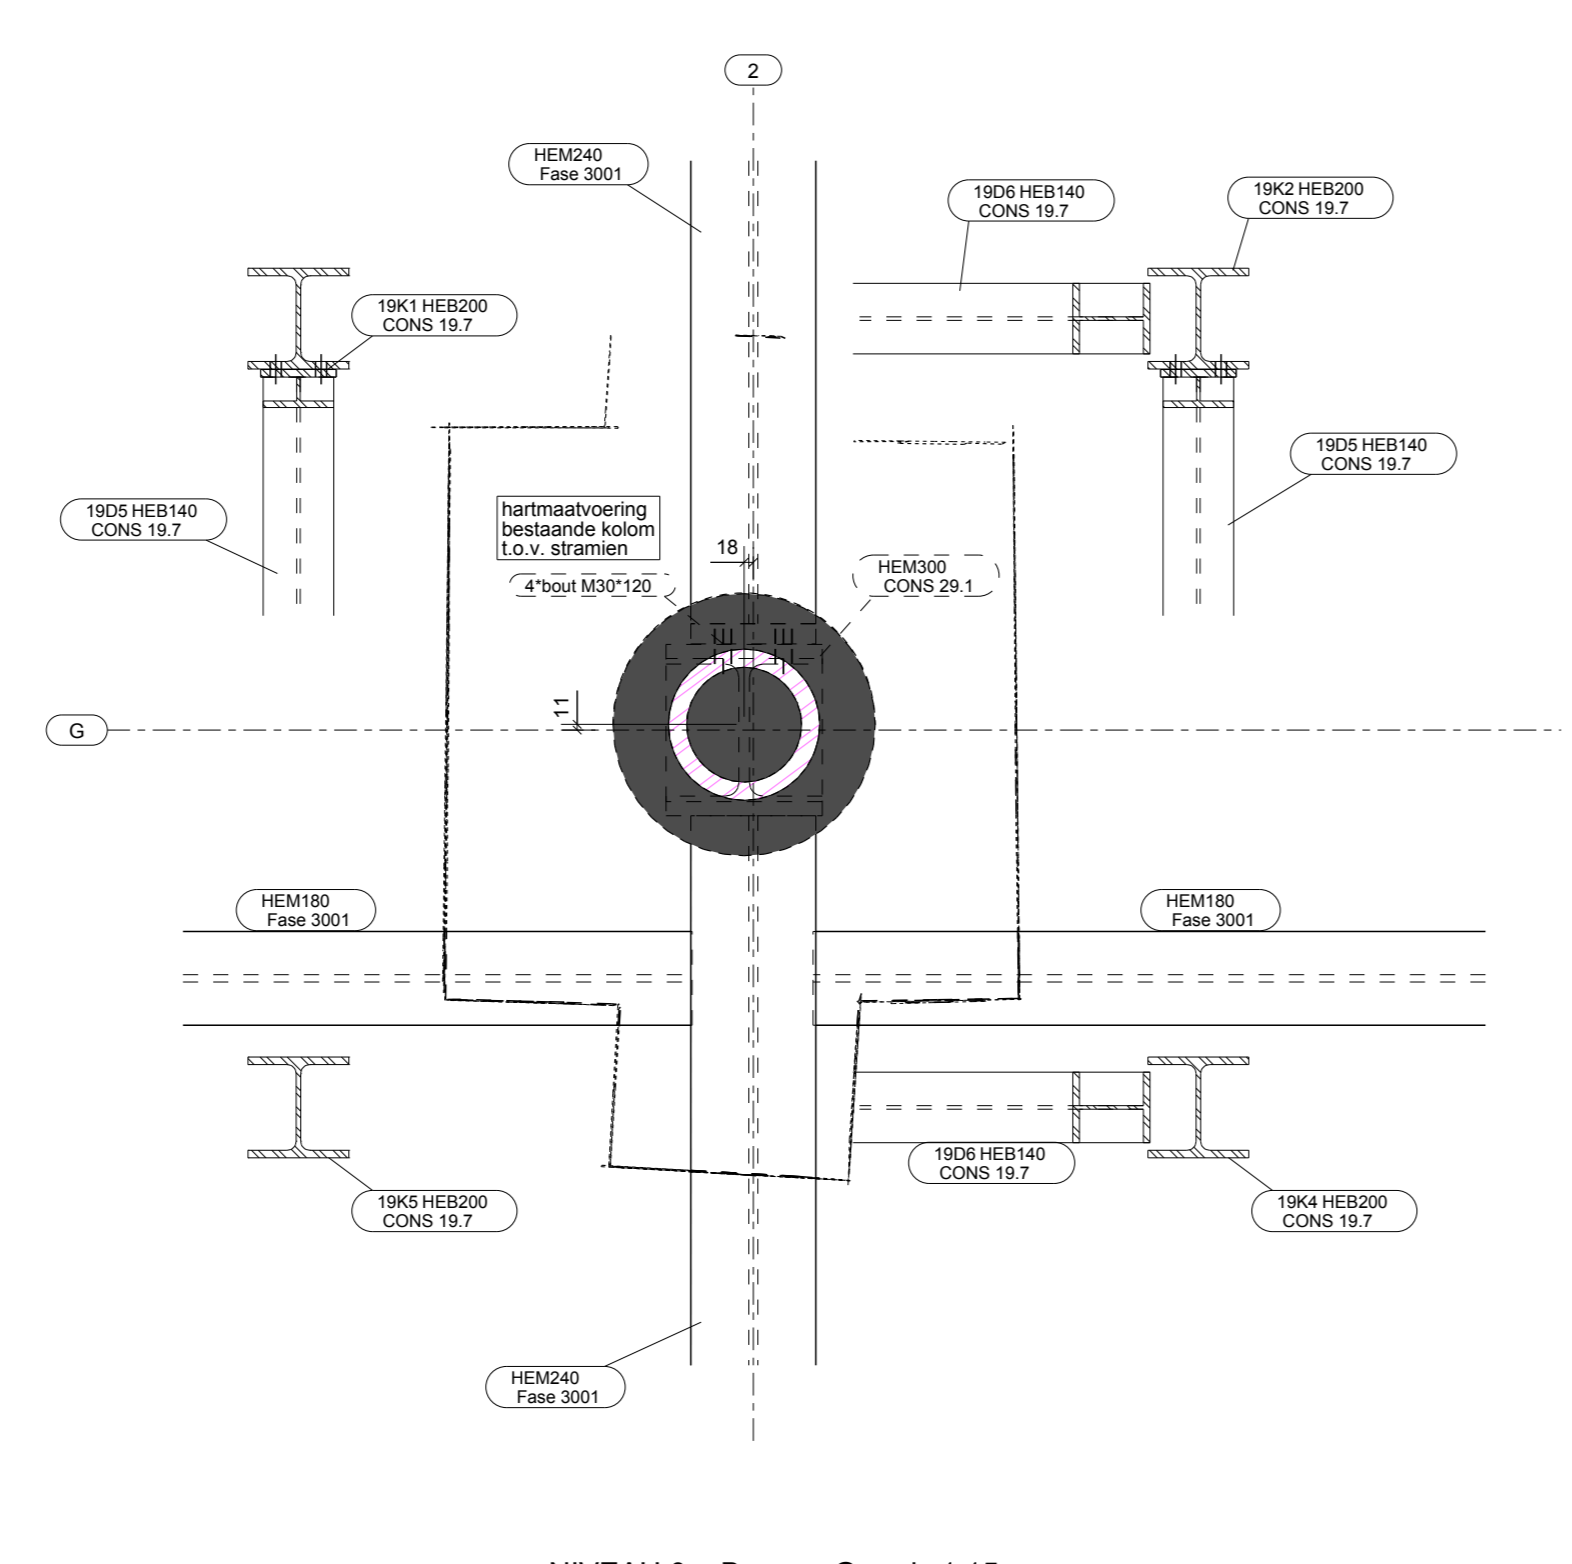 2
HEM240
Fase 3001
19D6 HEB140
CONS 19.7
19K2 HEB200
CONS 19.7
19K1 HEB200
CONS 19.7
19D5 HEB140
CONS 19.7
19D5 HEB140
CONS 19.7
hartmaatvoering
bestaande kolom
t.o.v. stramien
18
4*bout M30*120
HEM300
CONS 29.1
11
G
HEM180
Fase 3001
HEM180
Fase 3001
19D6 HEB140
CONS 19.7
19K5 HEB200
CONS 19.7
19K4 HEB200
CONS 19.7
HEM240
Fase 3001
NIVEAU